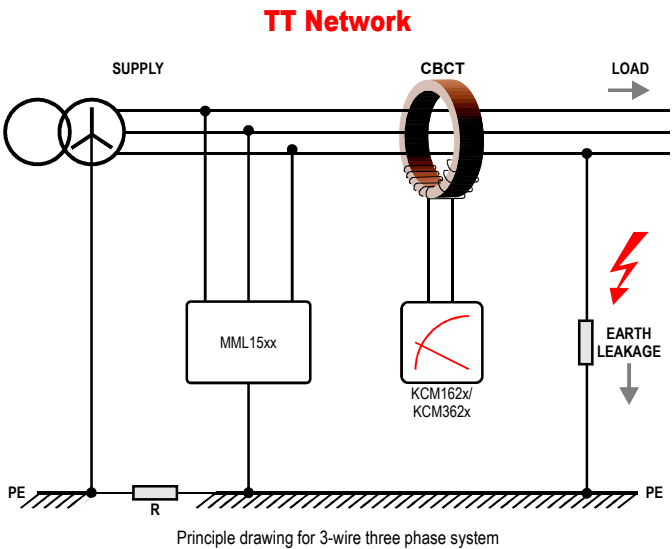 TT Network
SUPPLY
CBCT
LOAD
MML15xx
EARTH
LEAKAGE
KCM162x/
KCM362x
PE
R
PE
Principle drawing for 3-wire three phase system